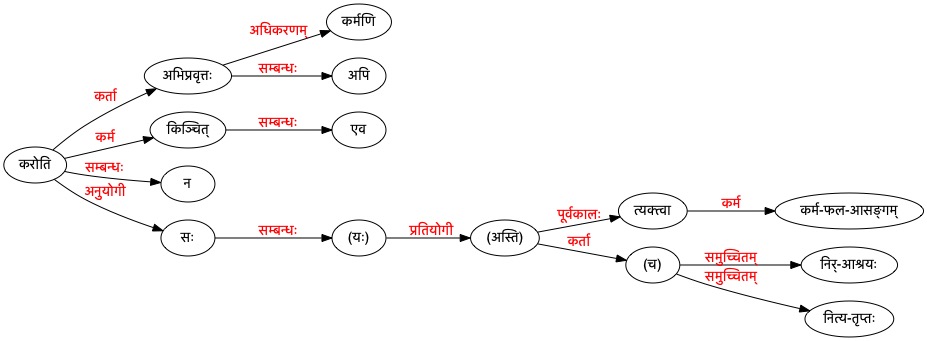 अधिकरणम्
कर्मणि
अभिप्रवृत्तः
सम्बन्धः
अपि
कर्ता
किञ्चित्
सम्बन्धः
एव
कर्म
करोति
सम्बन्धः
न
अनुयोगी
सः
सम्बन्धः
(यः)
प्रतियोगी
(अस्ति)
पूर्वकालः
त्यक्त्वा
कर्म
कर्म-फल-आसङ्गम्
कर्ता
(च)
समुच्चितम्
निर्-आश्रयः
समुच्चितम्
नित्य-तृप्तः